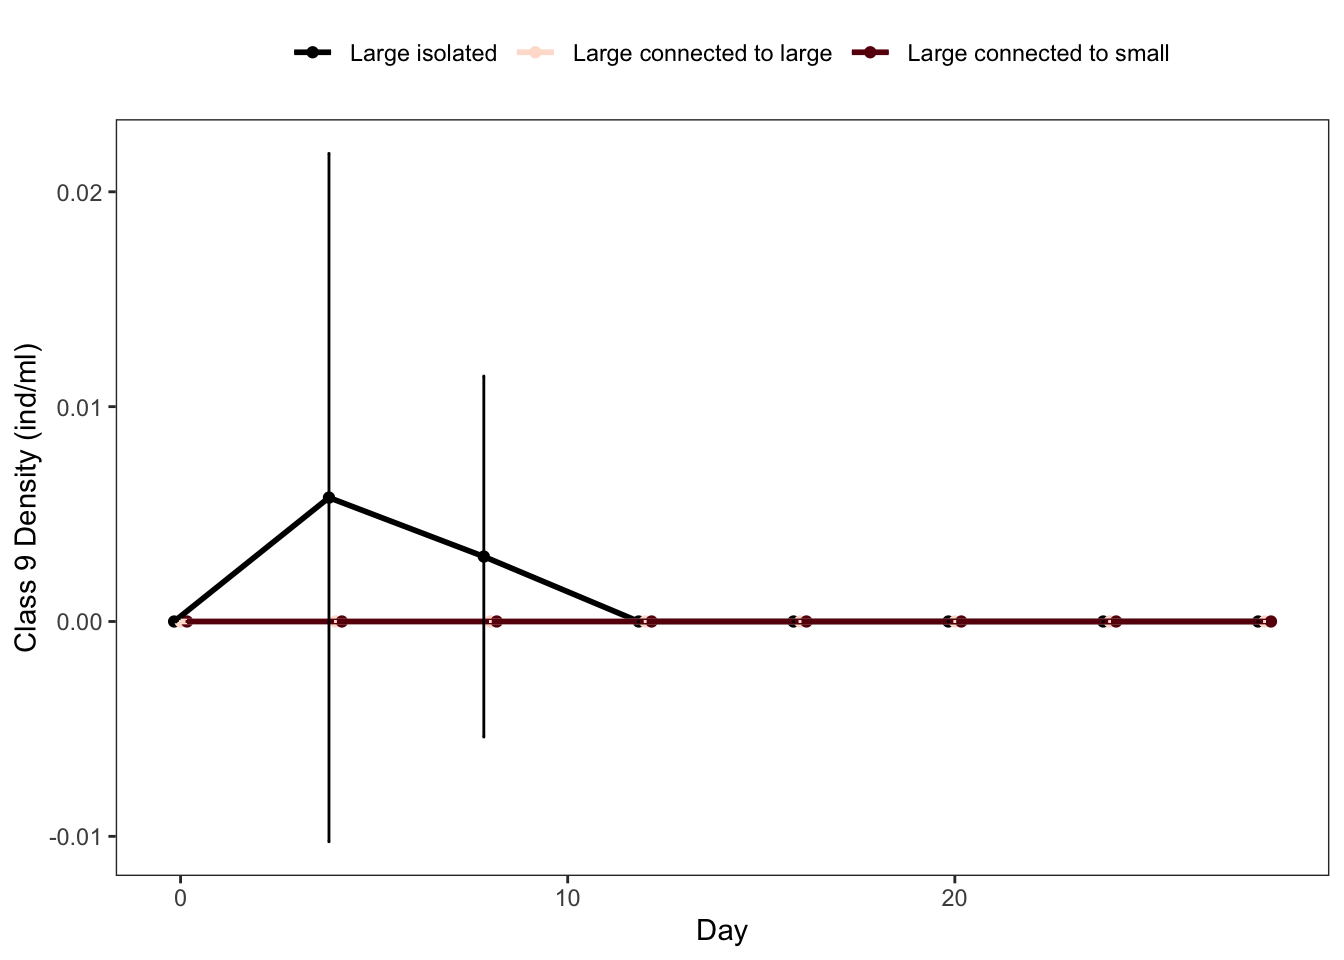 Large isolated Large connected to large Large connected to small
0.02
0.01
0.00
-0.01
Class 9 Density (ind/ml)
0 10 20
Day